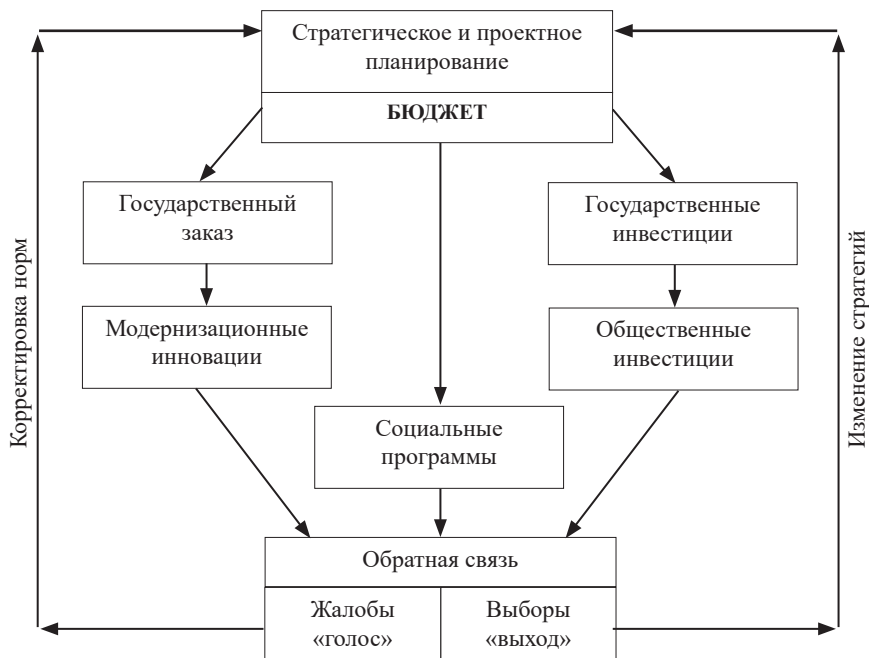 Стратегическое и проектное
планирование
БЮДЖЕТ
Государственный
заказ
Государственные
инвестиции
Модернизационные
инновации
Общественные
инвестиции
Социальные
программы
Обратная связь
Жалобы
«голос»
Выборы
«выход»
Корректировка норм
Изменение стратегий